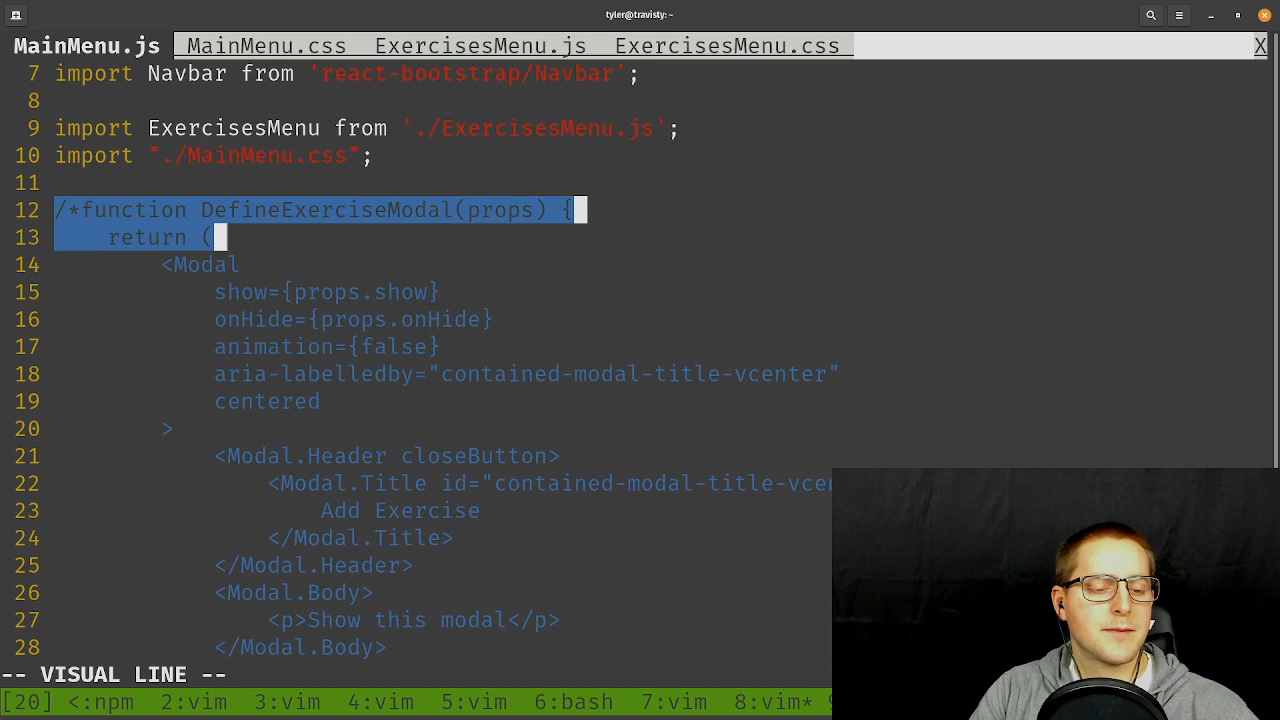 tyler@travisty: ~
MainMenu.js MainMenu.css ExercisesMenu.js ExercisesMenu.css X
7 import Navbar from 'react-bootstrap/Navbar';
8
9 import ExercisesMenu from './ExercisesMenu.js';
10 import "./MainMenu.css";
11
12 /*function DefineExerciseModal(props) {
13 return (
14 <Modal
15 show={props.show}
16 onHide={props.onHide}
17 animation={false}
18 aria-labelledby="contained-modal-title-vcenter"
19 centered
20 >
21 <Modal.Header closeButton>
22 <Modal.Title id="contained-modal-title-vcen
23 Add Exercise
24 </Modal.Title>
25 </Modal.Header>
26 <Modal.Body>
27 <p>Show this modal</p>
28 </Modal.Body>
-- VISUAL LINE --
[20] <:npm 2:vim 3:vim 4:vim 5:vim 6:bash 7:vim 8:vim*